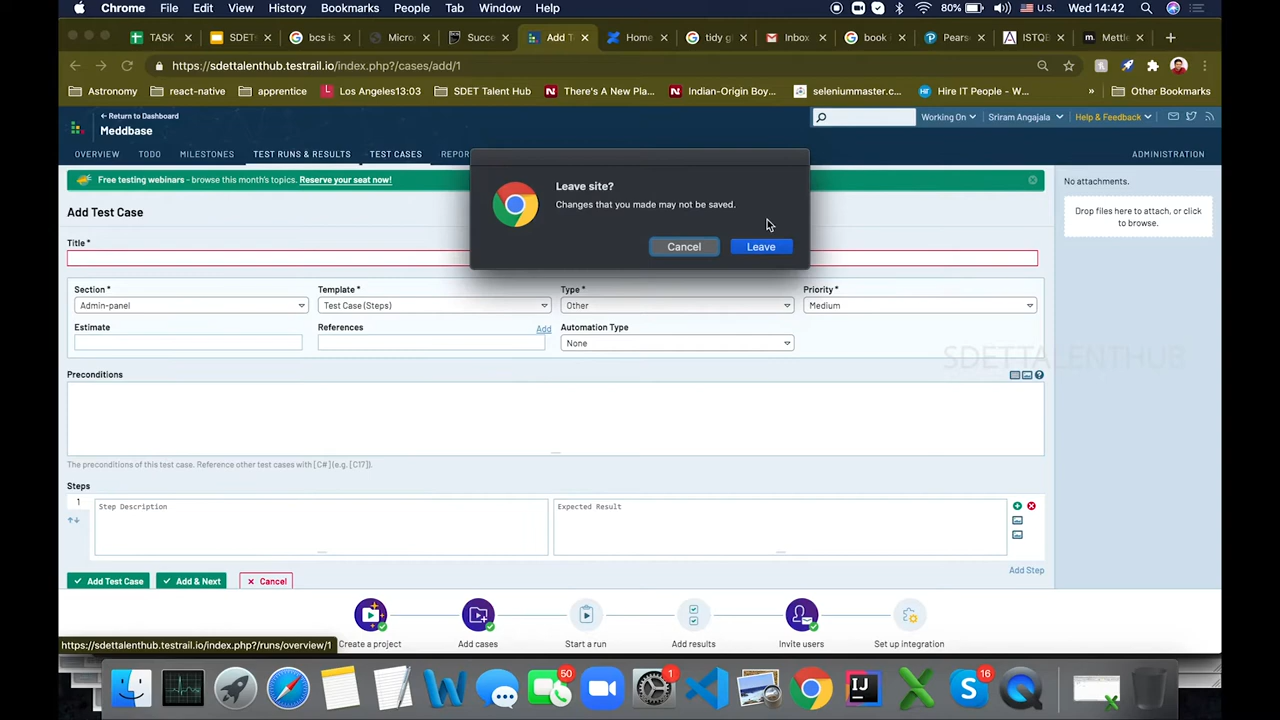 Chrome File Edit View History Bookmarks People Tab Window Help 80% U.S. Wed 14:42
TASK SDETs bcs is Micro Succe Add T Home tidy g Inbox book Pears ISTQB Mettl
https://sdettalenthub.testrail.io/index.php?/cases/add/1
Astronomy react-native apprentice Los Angeles13:03 SDET Talent Hub There's A New Pla... Indian-Origin Boy... seleniummaster.c... Hire IT People - W... » Other Bookmarks
Return to Dashboard
Meddbase
Working On Sriram Angajala Help & Feedback
OVERVIEW TODO MILESTONES TEST RUNS & RESULTS TEST CASES REPOR ADMINISTRATION
Free testing webinars - browse this month's topics. Reserve your seat now!
Leave site?
Changes that you made may not be saved.
Cancel Leave
No attachments.
Drop files here to attach, or click
to browse.
Add Test Case
Title *
Section * Template * Type * Priority *
Admin-panel Test Case (Steps) Other Medium
Estimate References Add Automation Type
None
SDETTALENTHUB
Preconditions
The preconditions of this test case. Reference other test cases with [C#] (e.g. [C17]).
Steps
1 Step Description Expected Result
Add Step
Add Test Case Add & Next Cancel
Create a project Add cases Start a run Add results Invite users Set up integration
https://sdettalenthub.testrail.io/index.php?/runs/overview/1
50 1 16
IJ